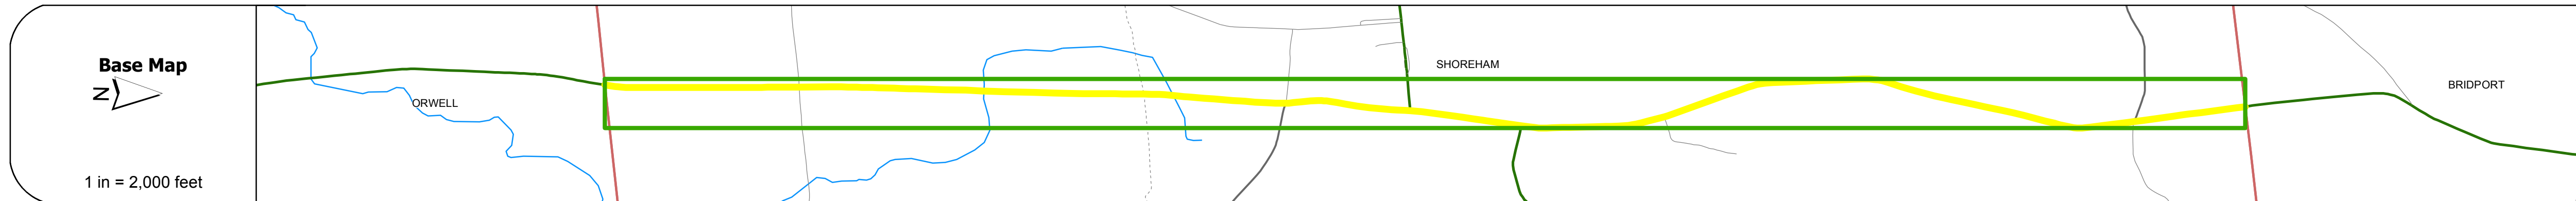 Base Map
N
1 in = 2,000 feet
ORWELL
SHOREHAM
BRIDPORT